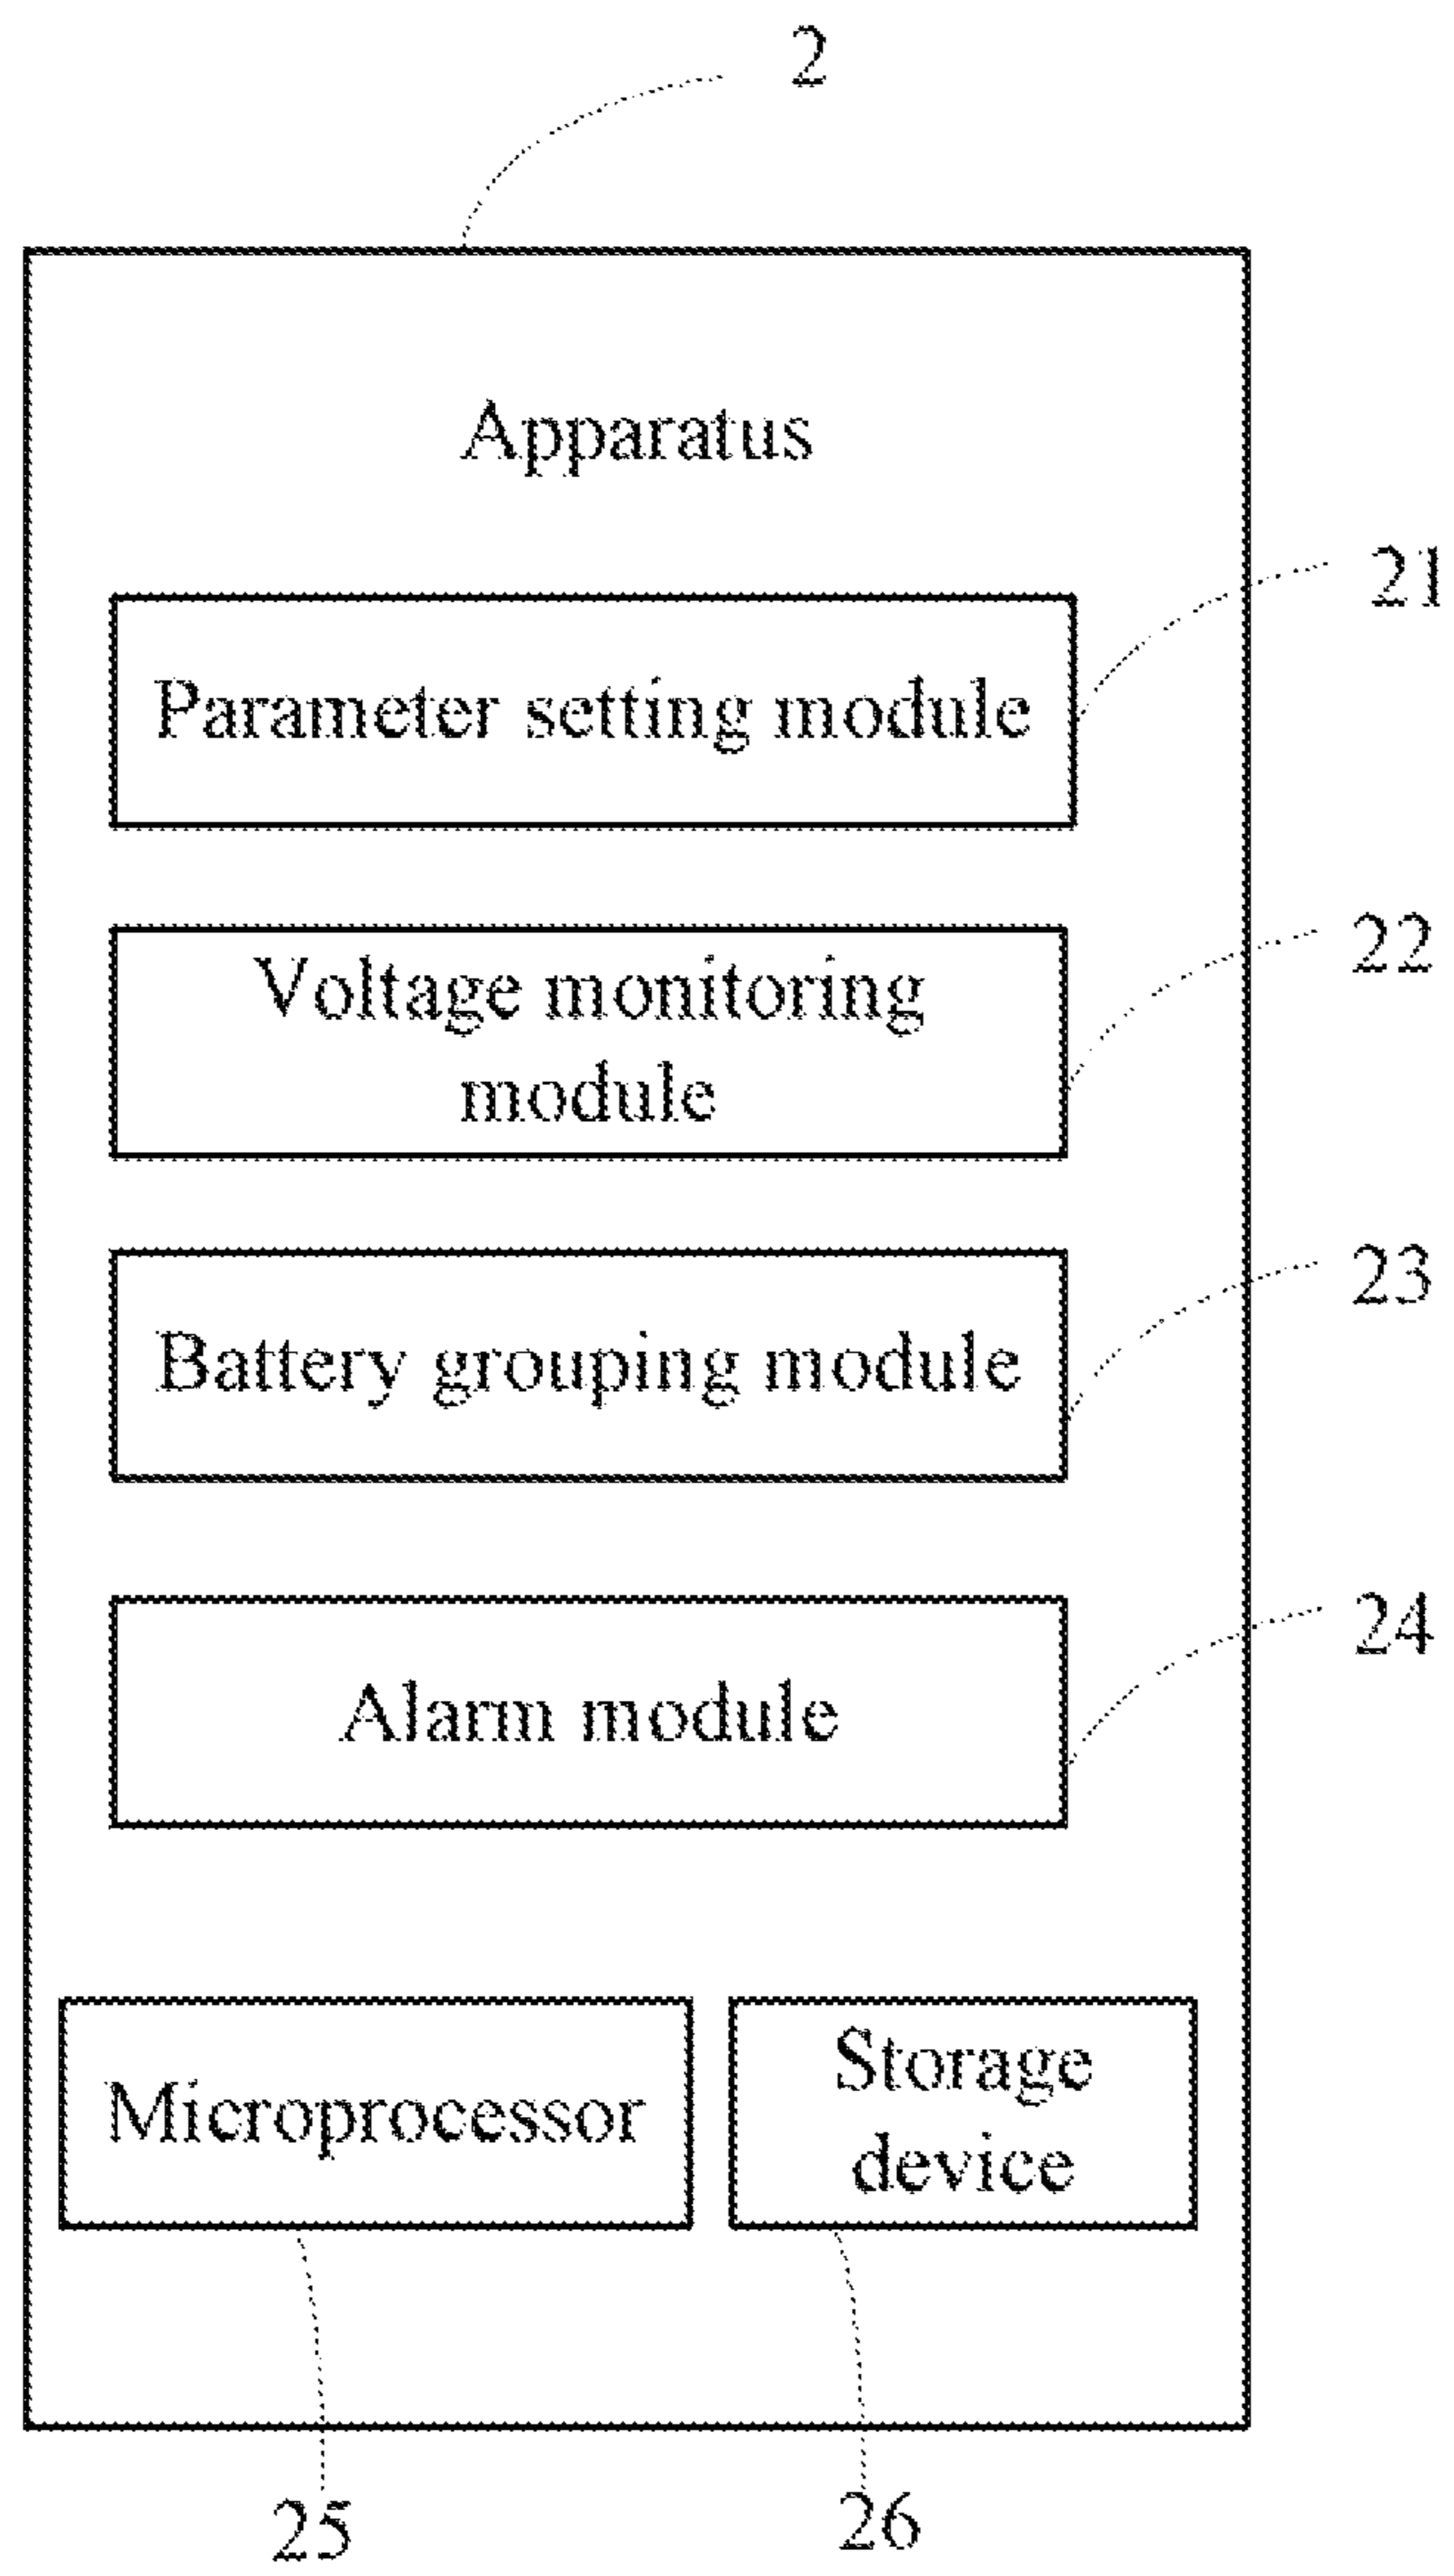 2
Apparatus
21
Parameter setting module
22
Voltage monitoring
module
23
Battery grouping module
24
Alarm module
Microprocessor
Storage
device
25
26